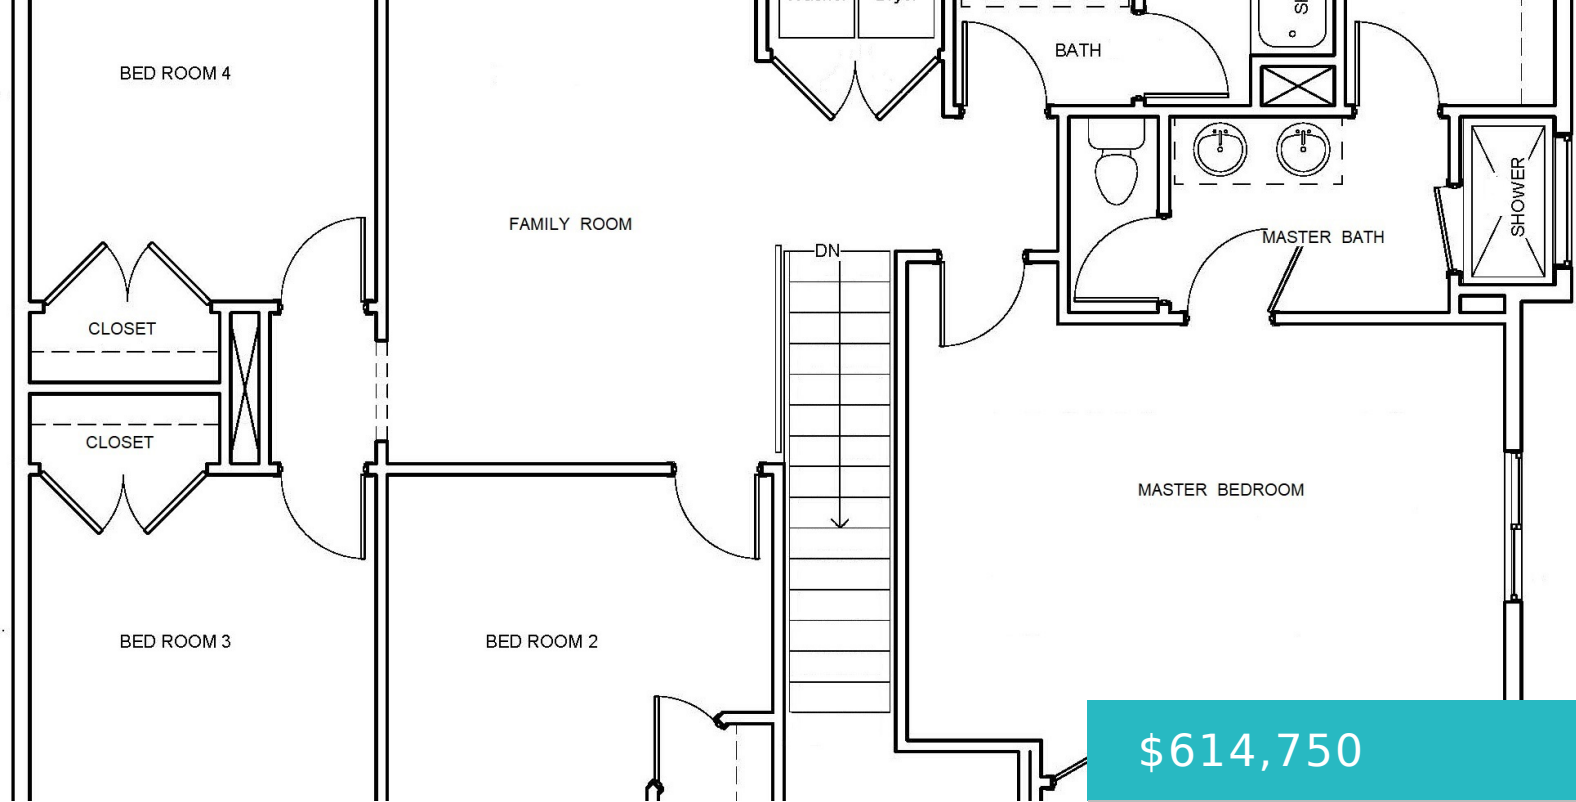 BED ROOM 4
BATH
FAMILY ROOM
SHOWER
MASTER BATH
DN
CLOSET
CLOSET
MASTER BEDROOM
BED ROOM 3
BED ROOM 2
$614,750